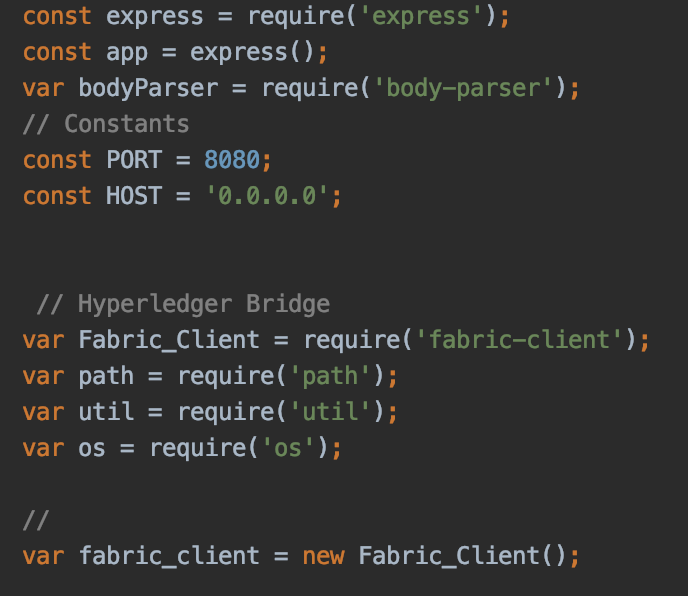 const express = require('express');
const app = express();
var bodyParser = require('body-parser');
// Constants
const PORT = 8080;
const HOST = '0.0.0.0';
// Hyperledger Bridge
var Fabric_Client = require('fabric-client');
var path = require('path');
var util = require('util');
var os = require('os');
//
var fabric_client = new Fabric_Client();